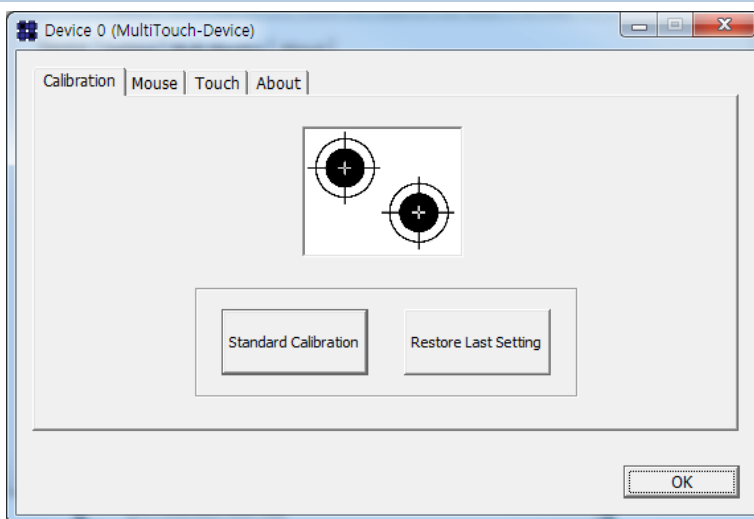 Device 0 (MultiTouch-Device)
Calibration Mouse Touch About
Standard Calibration Restore Last Setting
OK